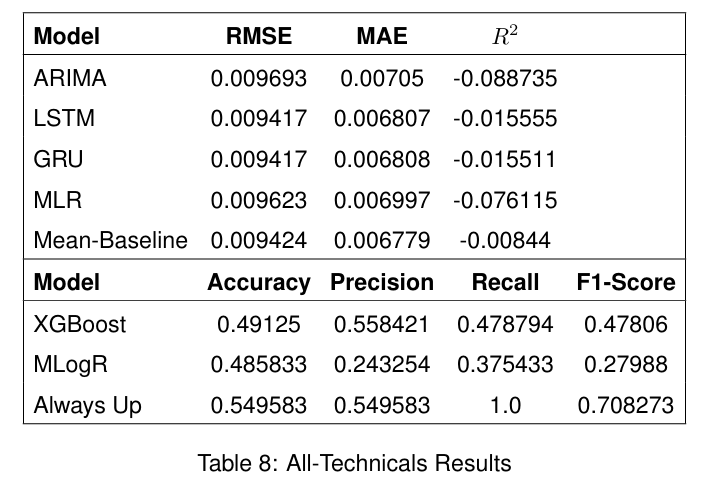 Model RMSE MAE R²
ARIMA 0.009693 0.00705 -0.088735
LSTM 0.009417 0.006807 -0.015555
GRU 0.009417 0.006808 -0.015511
MLR 0.009623 0.006997 -0.076115
Mean-Baseline 0.009424 0.006779 -0.00844
Model Accuracy Precision Recall F1-Score
XGBoost 0.49125 0.558421 0.478794 0.47806
MLogR 0.485833 0.243254 0.375433 0.27988
Always Up 0.549583 0.549583 1.0 0.708273
Table 8: All-Technicals Results